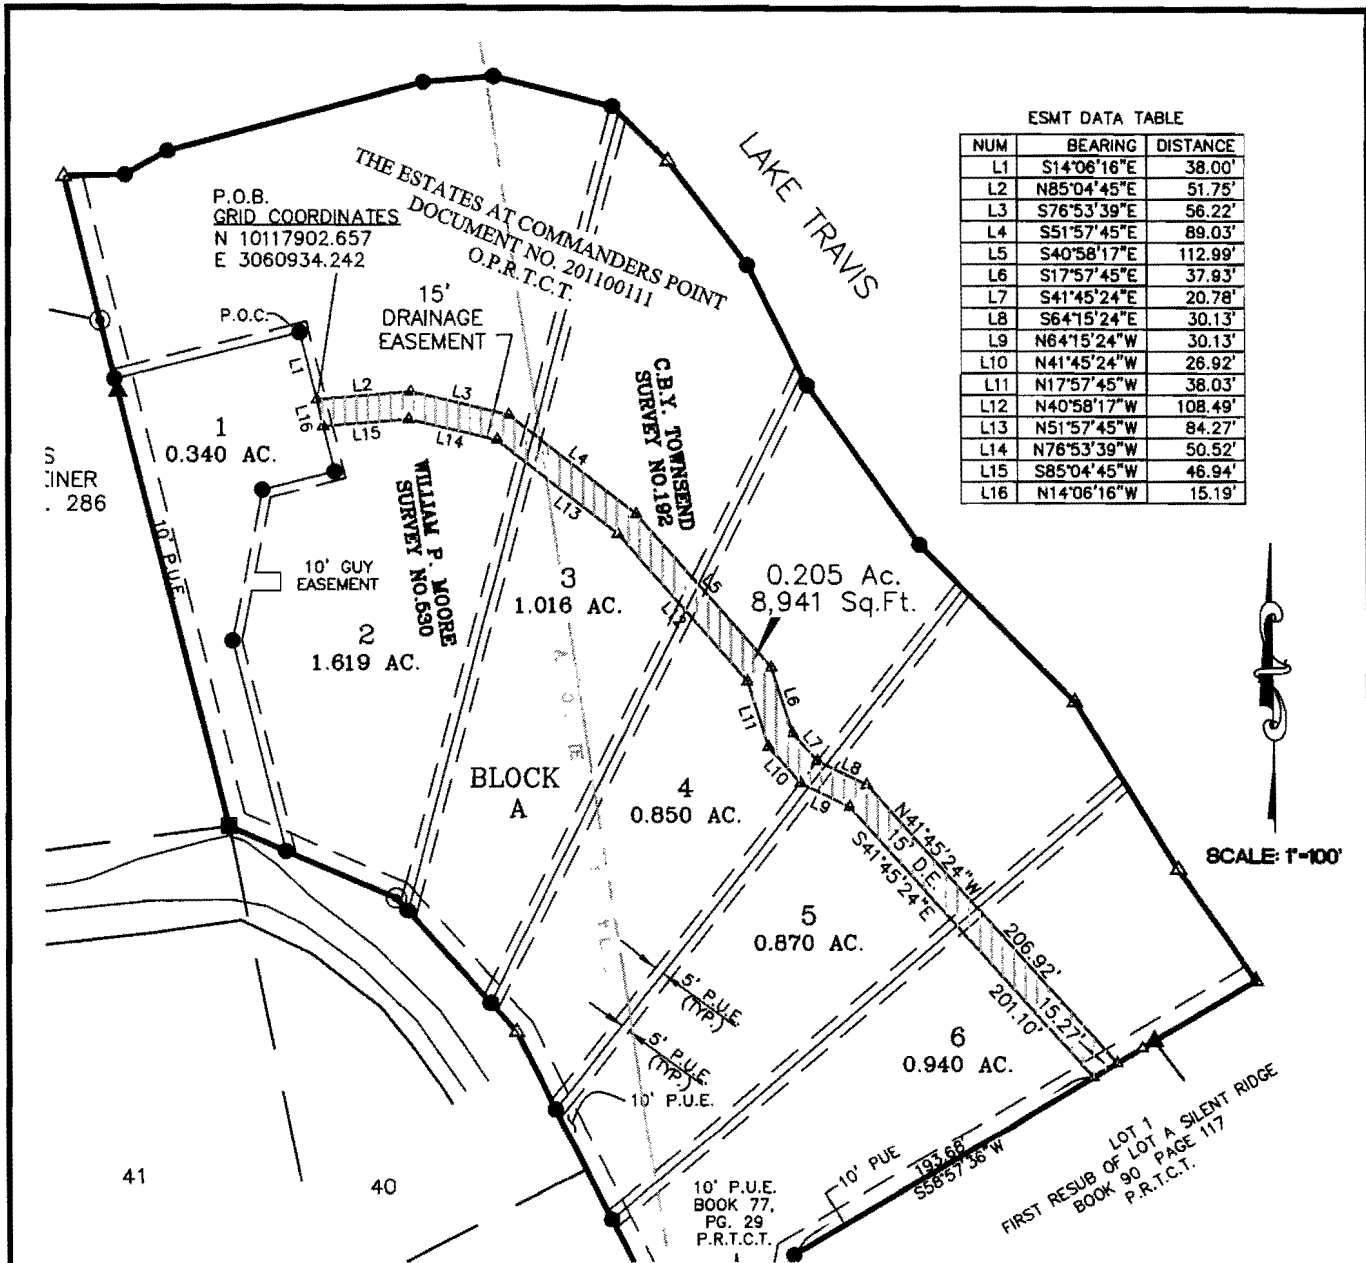 LAKE TRAVIS
ESMT DATA TABLE
NUM BEARING DISTANCE
L1 S14°06'16"E 38.00'
L2 N85°04'45"E 51.75'
L3 S76°53'39"E 56.22'
L4 S51°57'45"E 89.03'
L5 S40°58'17"E 112.99'
L6 S17°57'45"E 37.93'
L7 S41°45'24"E 20.78'
L8 S64°15'24"E 30.13'
L9 N64°15'24"W 30.13'
L10 N41°45'24"W 26.92'
L11 N17°57'45"W 38.03'
L12 N40°58'17"W 108.49'
L13 N51°57'45"W 84.27'
L14 N76°53'39"W 50.52'
L15 S85°04'45"W 46.94'
L16 N14°06'16"W 15.19'
P.O.B.
GRID COORDINATES
N 10117902.657
E 3060934.242
THE ESTATES AT COMMANDERS POINT
DOCUMENT NO. 201100111
O.P.R.T.C.T.
15'
DRAINAGE
EASEMENT
P.O.C.
L1
L2
L3
L16
L15
L14
L4
L13
1
0.340 AC.
S
EINER
. 286
C.B.Y. TOWNSEND
SURVEY NO.192
WILLIAM P. MOORE
SURVEY NO.530
10' P.U.E.
10' GUY
EASEMENT
2
1.619 AC.
3
1.016 AC.
L5
L12
0.205 Ac.
8,941 Sq.Ft.
L6
L11
L7
L8
L10
L9
BLOCK
A
4
0.850 AC.
N41°45'24"W
15' D.E.
S41°45'24"E
206.92'
15.27'
201.10'
SCALE: 1"=100'
5
0.870 AC.
5' P.U.E.
(TYP.)
5' P.U.E.
(TYP.)
10' P.U.E.
6
0.940 AC.
41
40
10' P.U.E.
BOOK 77,
PG. 29
P.R.T.C.T.
10' PUE
193.68'
S58°57'36"W
LOT 1
FIRST RESUB OF LOT A SILENT RIDGE
BOOK 90 PAGE 117
P.R.T.C.T.